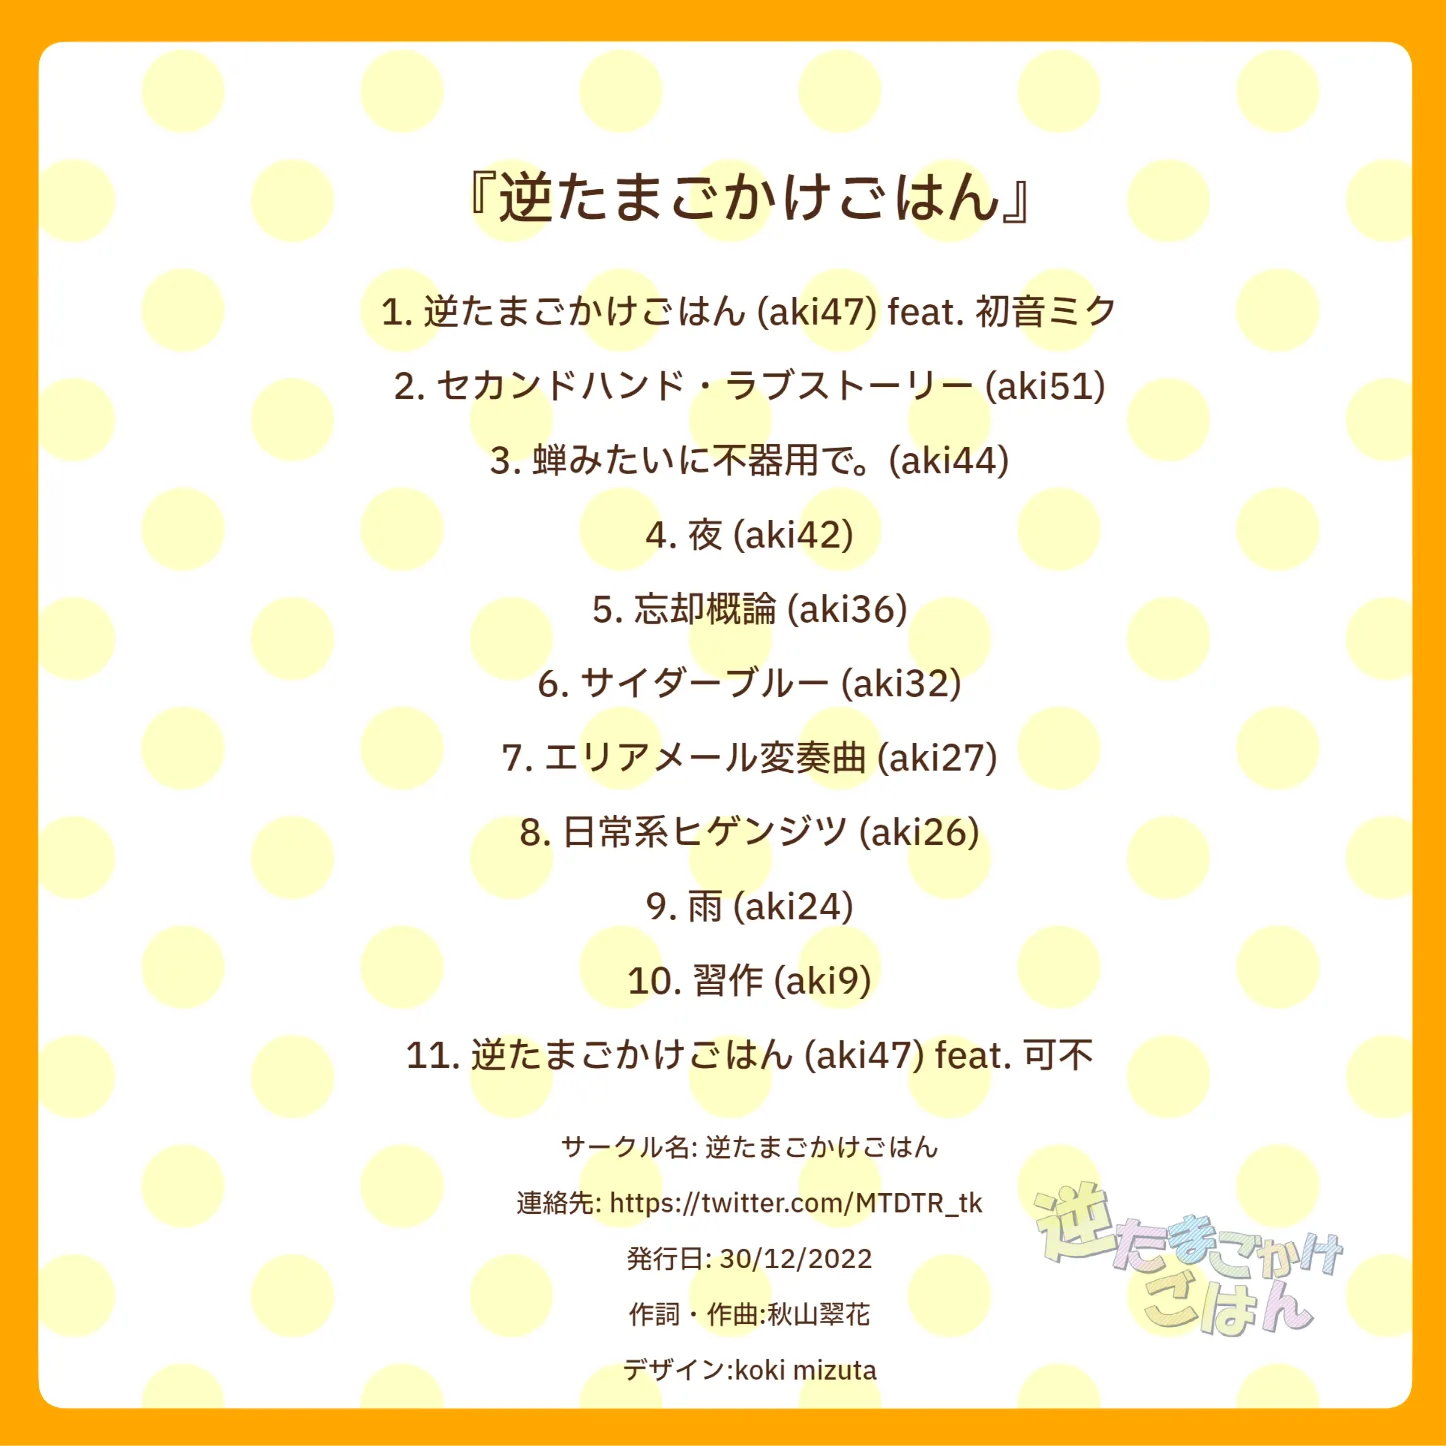 『逆たまごかけごはん』
1. 逆たまごかけごはん (aki47) feat. 初音ミク
2. セカンドハンド・ラブストーリー (aki51)
3. 蝉みたいに不器用で。(aki44)
4. 夜 (aki42)
5. 忘却概論 (aki36)
6. サイダーブルー (aki32)
7. エリアメール変奏曲 (aki27)
8. 日常系ヒゲンジツ (aki26)
9. 雨 (aki24)
10. 習作 (aki9)
11. 逆たまごかけごはん (aki47) feat. 可不
サークル名: 逆たまごかけごはん
連絡先: https://twitter.com/MTDTR_tk
発行日: 30/12/2022
作詞・作曲:秋山翠花
デザイン:koki mizuta
逆たまごかけ
ごはん